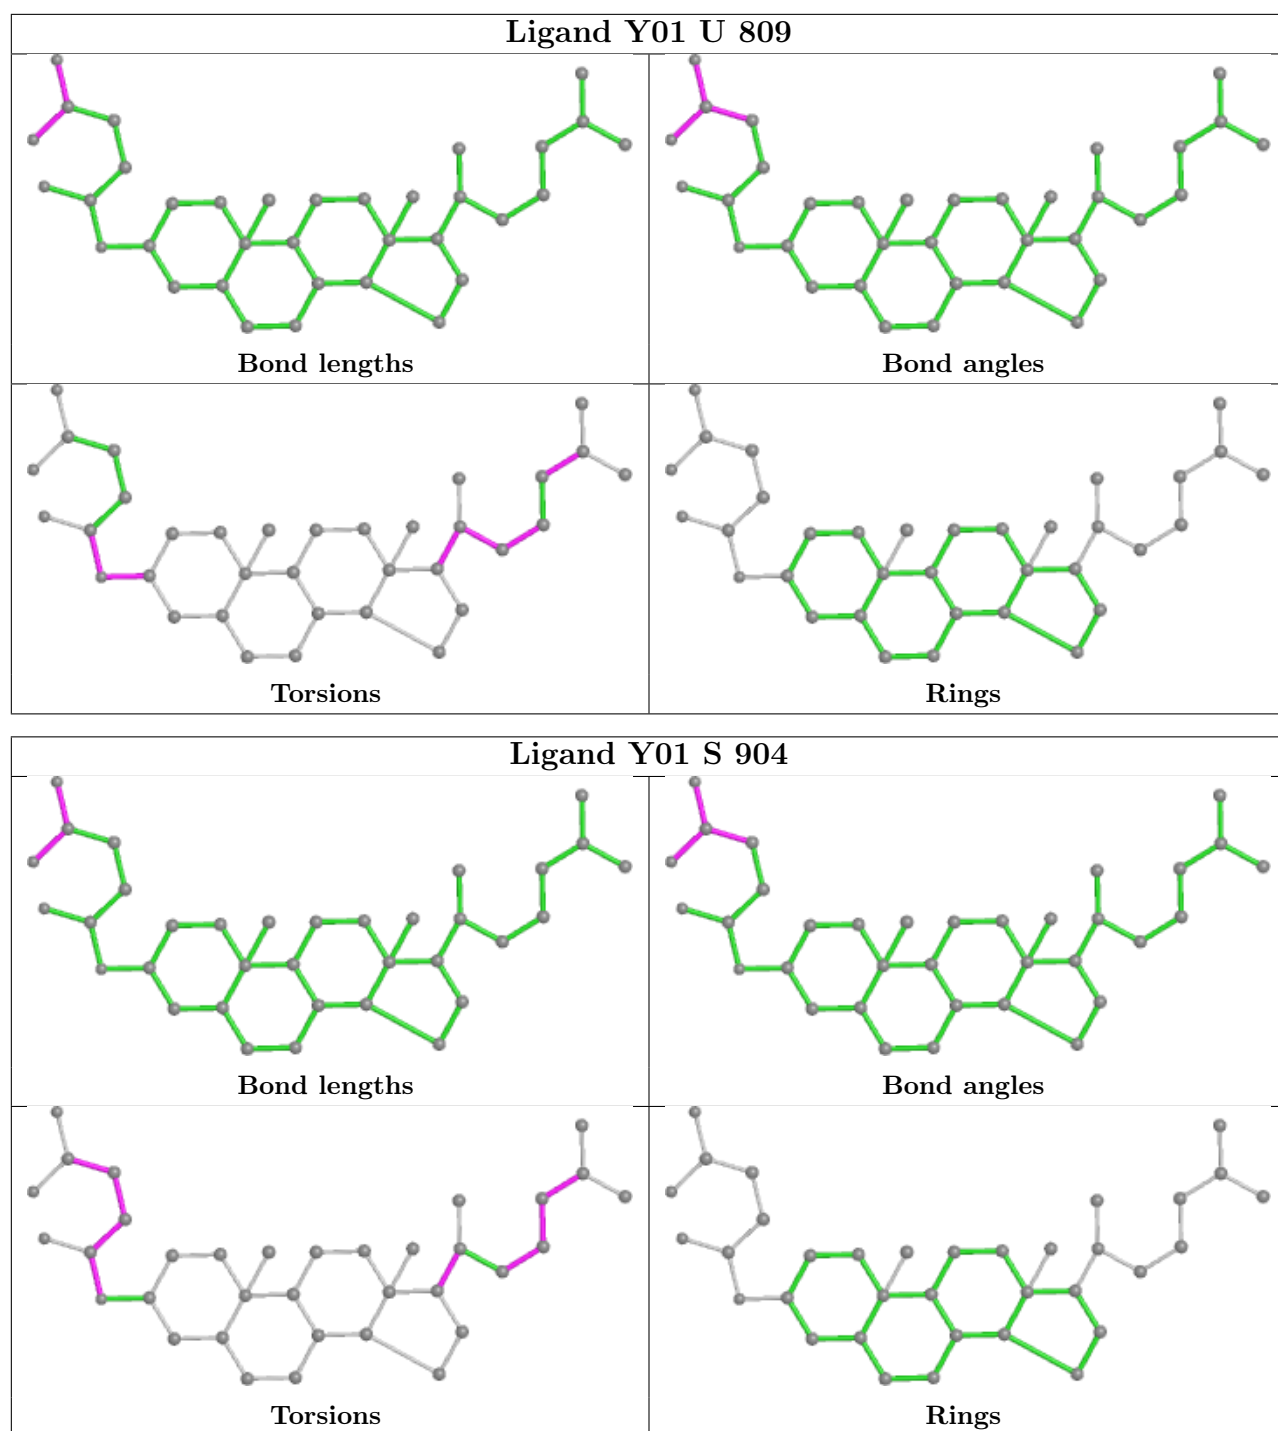 Ligand Y01 U 809
Bond lengths
Bond angles
Torsions
Rings
Ligand Y01 S 904
Bond lengths
Bond angles
Torsions
Rings